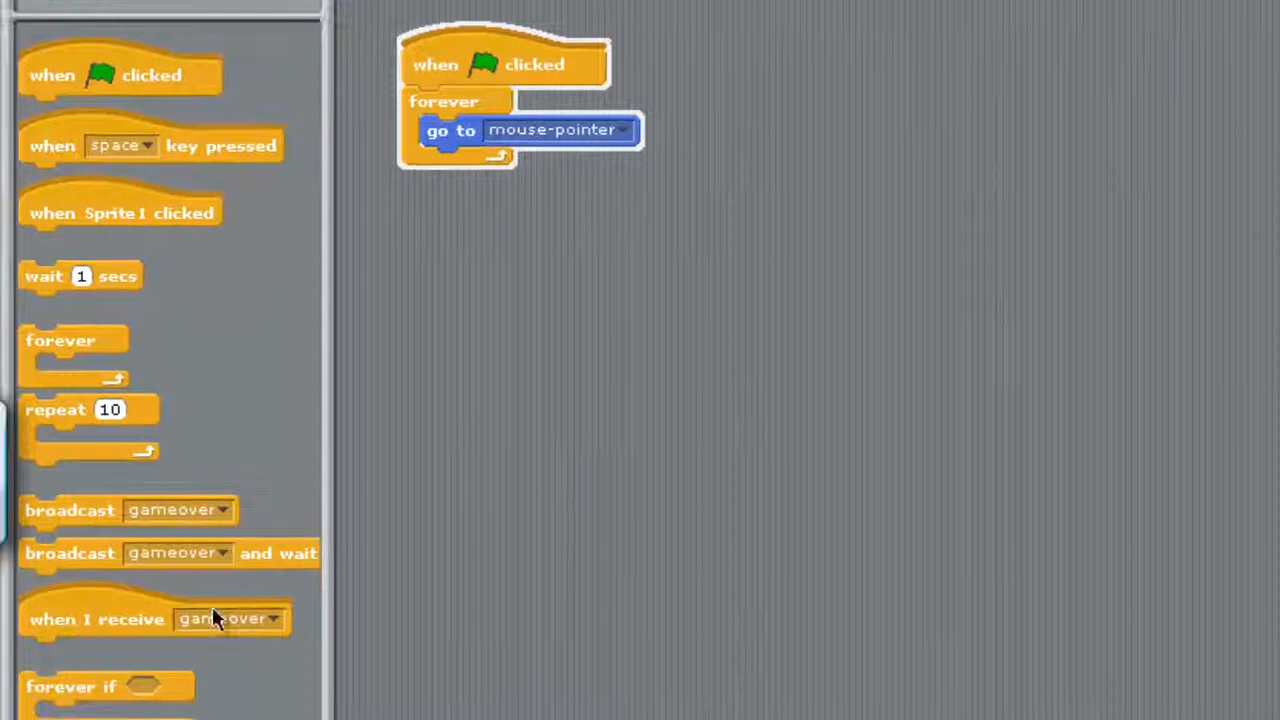 when clicked
when space key pressed
when Sprite1 clicked
wait 1 secs
forever
repeat 10
broadcast gameover
broadcast gameover and wait
when I receive gameover
forever if
when clicked
forever
go to mouse-pointer